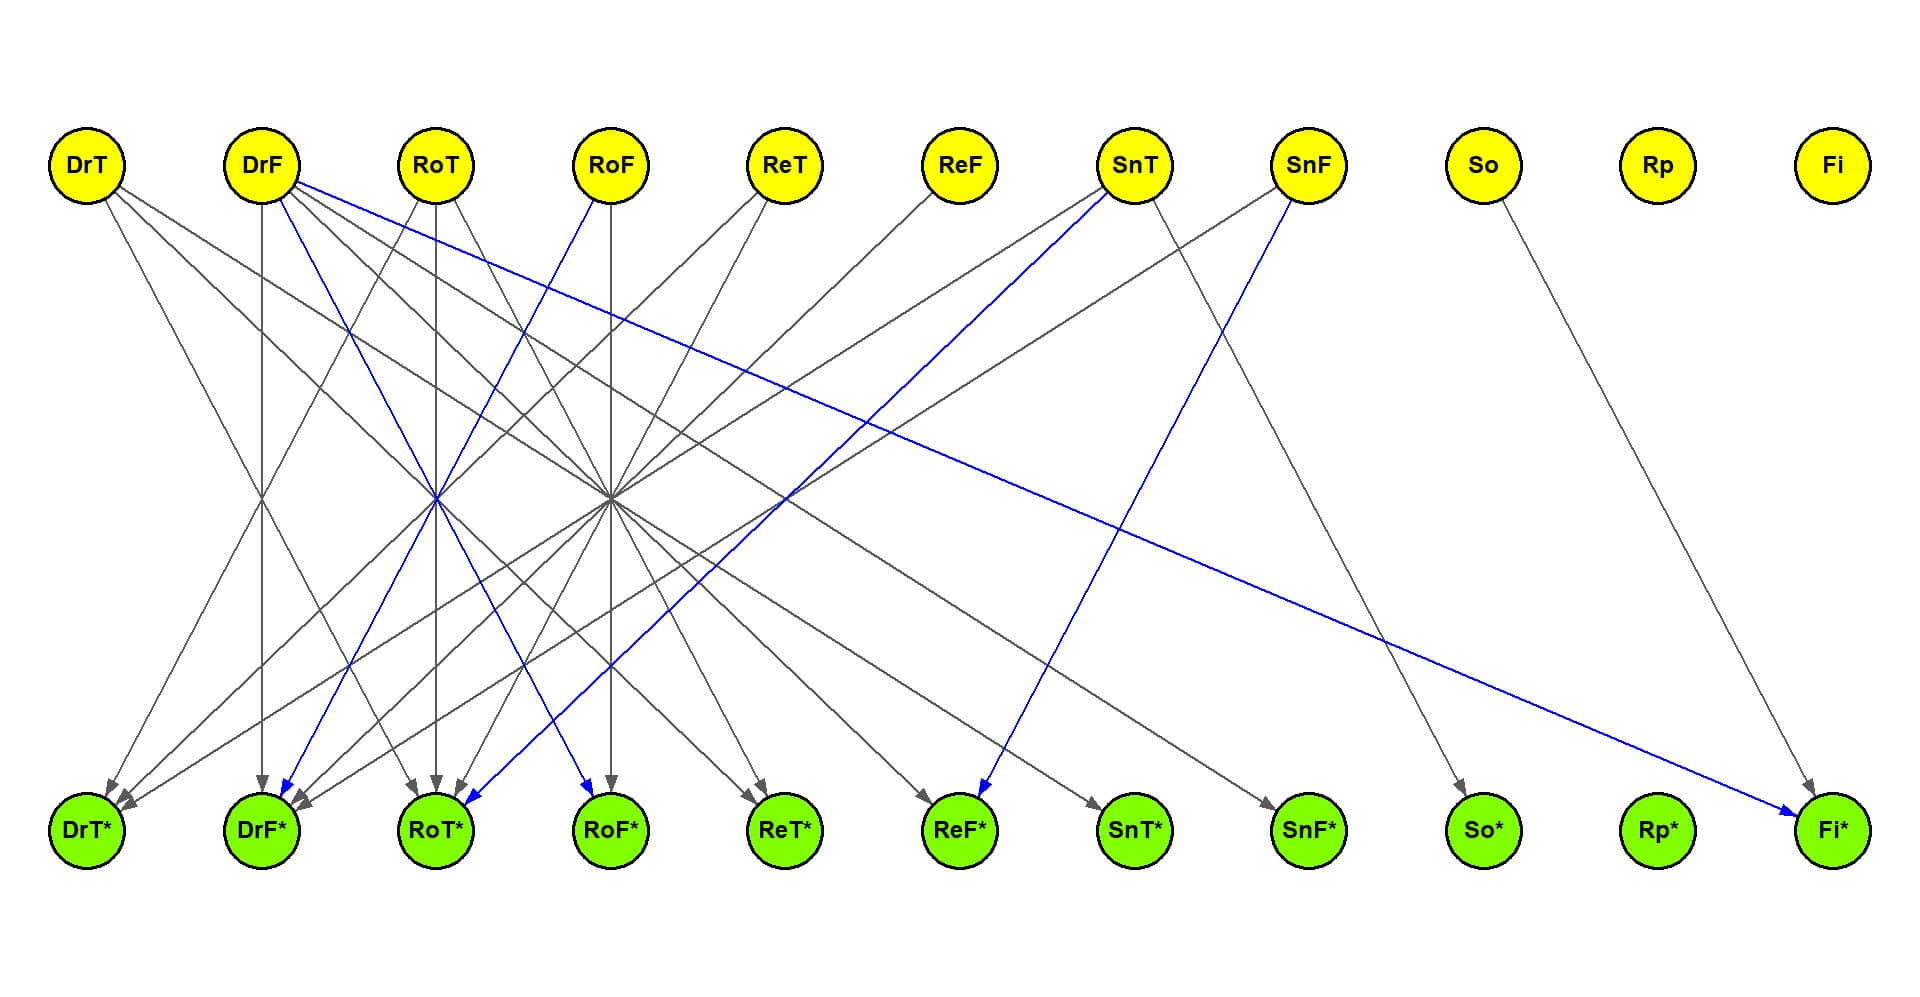 DrT DrF RoT RoF ReT ReF SnT SnF So Rp Fi
DrT* DrF* RoT* RoF* ReT* ReF* SnT* SnF* So* Rp* Fi*